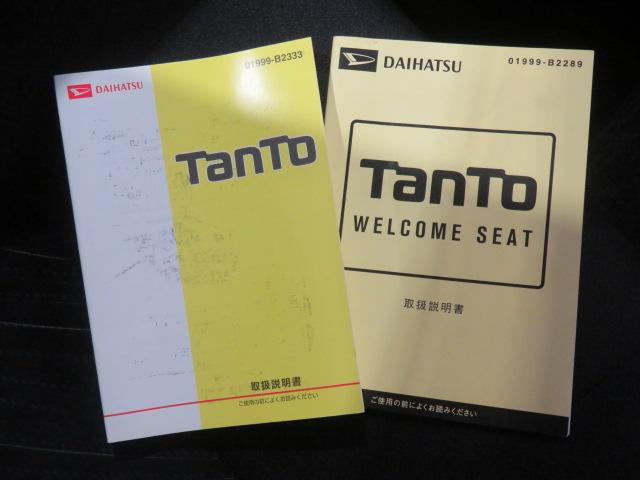 01999-B2333
DAIHATSU
TanTo
取扱説明書
ご使用の前によくお読みください
DAIHATSU
01999-B2289
TanTo
WELCOME SEAT
取扱説明書
ご使用の前によくお読みください